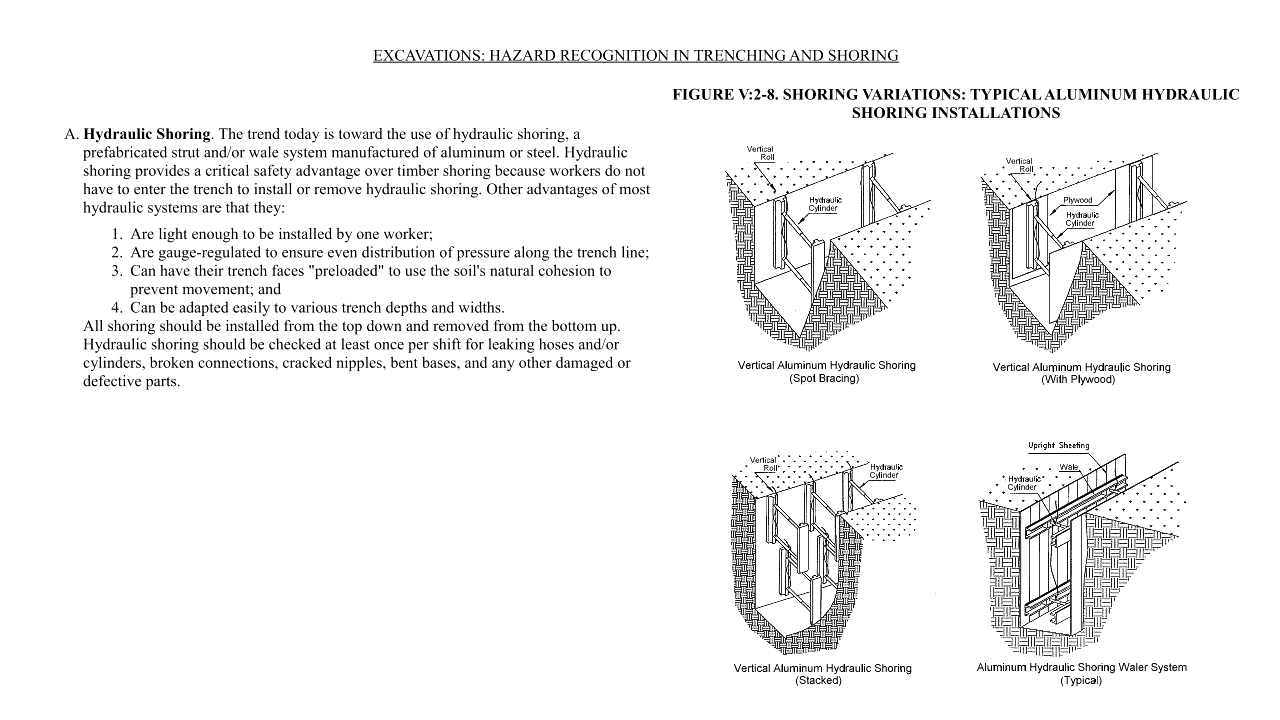 EXCAVATIONS: HAZARD RECOGNITION IN TRENCHING AND SHORING
A. Hydraulic Shoring. The trend today is toward the use of hydraulic shoring, a
prefabricated strut and/or wale system manufactured of aluminum or steel. Hydraulic
shoring provides a critical safety advantage over timber shoring because workers do not
have to enter the trench to install or remove hydraulic shoring. Other advantages of most
hydraulic systems are that they:
1. Are light enough to be installed by one worker;
2. Are gauge-regulated to ensure even distribution of pressure along the trench line;
3. Can have their trench faces "preloaded" to use the soil's natural cohesion to
prevent movement; and
4. Can be adapted easily to various trench depths and widths.
All shoring should be installed from the top down and removed from the bottom up.
Hydraulic shoring should be checked at least once per shift for leaking hoses and/or
cylinders, broken connections, cracked nipples, bent bases, and any other damaged or
defective parts.
FIGURE V:2-8. SHORING VARIATIONS: TYPICAL ALUMINUM HYDRAULIC
SHORING INSTALLATIONS
Vertical
Roll
Hydraulic
Cylinder
Vertical Aluminum Hydraulic Shoring
(Spot Bracing)
Vertical
Roll
Plywood
Hydraulic
Cylinder
Vertical Aluminum Hydraulic Shoring
(With Plywood)
Vertical
Roll
Hydraulic
Cylinder
Vertical Aluminum Hydraulic Shoring
(Stacked)
Upright Sheeting
Wale
Hydraulic
Cylinder
Aluminum Hydraulic Shoring Waler System
(Typical)